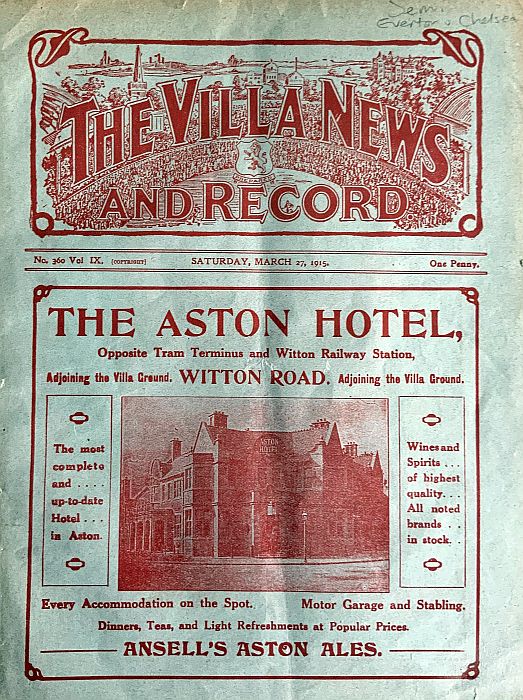 Semi
Everton v Chelsea
THE VILLA NEWS
AND RECORD.
No. 360 Vol IX. [COPYRIGHT] SATURDAY, MARCH 27, 1915. One Penny.
THE ASTON HOTEL,
Opposite Tram Terminus and Witton Railway Station,
Adjoining the Villa Ground. WITTON ROAD. Adjoining the Villa Ground.
The most
complete
and . . . .
up-to-date
Hotel . . .
in Aston.
ASTON
HOTEL
Wines and
Spirits . . .
of highest
quality. . .
All noted
brands . .
in stock. .
Every Accommodation on the Spot. Motor Garage and Stabling.
Dinners, Teas, and Light Refreshments at Popular Prices.
ANSELL'S ASTON ALES.